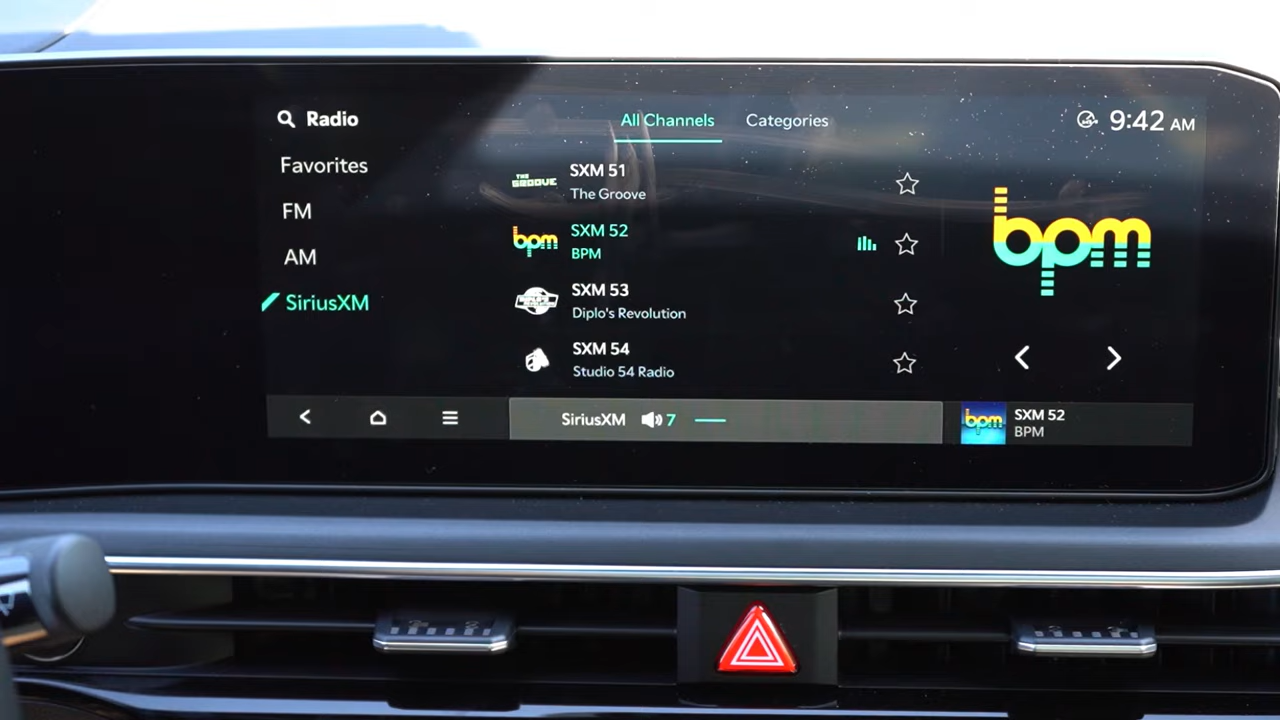 Radio
All Channels
Categories
9:42 AM
Favorites
FM
AM
SiriusXM
THE GROOVE
SXM 51
The Groove
bpm
SXM 52
BPM
SXM 53
Diplo's Revolution
SXM 54
Studio 54 Radio
bpm
SiriusXM 7
bpm
SXM 52
BPM